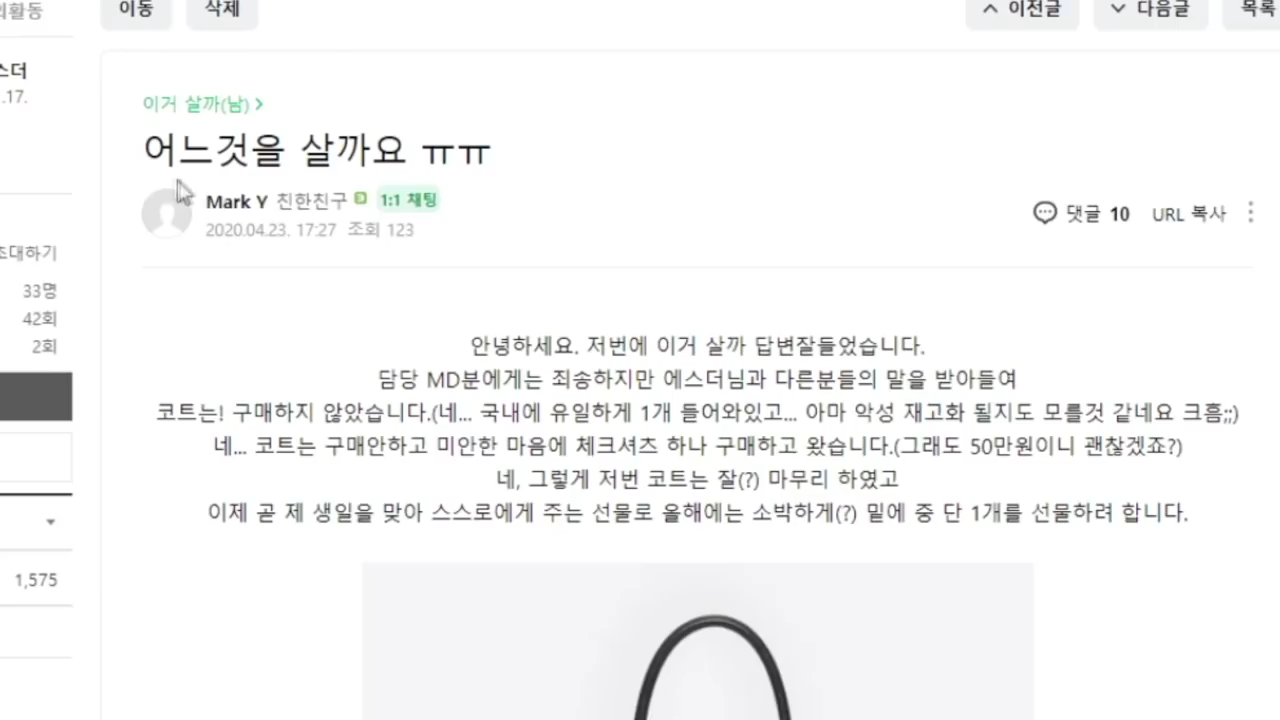 이동
삭제
이전글
다음글
목록
스더
.17.
이거 살까(남)
어느것을 살까요 ㅠㅠ
Mark Y 친한친구 1:1 채팅
2020.04.23. 17:27 조회 123
댓글 10 URL 복사
초대하기
33명
42회
2회
1,575
안녕하세요. 저번에 이거 살까 답변잘들었습니다.
담당 MD분에게는 죄송하지만 에스더님과 다른분들의 말을 받아들여
코트는! 구매하지 않았습니다.(네... 국내에 유일하게 1개 들어와있고... 아마 악성 재고화 될지도 모를것 같네요 크흠;;)
네... 코트는 구매안하고 미안한 마음에 체크셔츠 하나 구매하고 왔습니다.(그래도 50만원이니 괜찮겠죠?)
네, 그렇게 저번 코트는 잘(?) 마무리 하였고
이제 곧 제 생일을 맞아 스스로에게 주는 선물로 올해에는 소박하게(?) 밑에 중 단 1개를 선물하려 합니다.